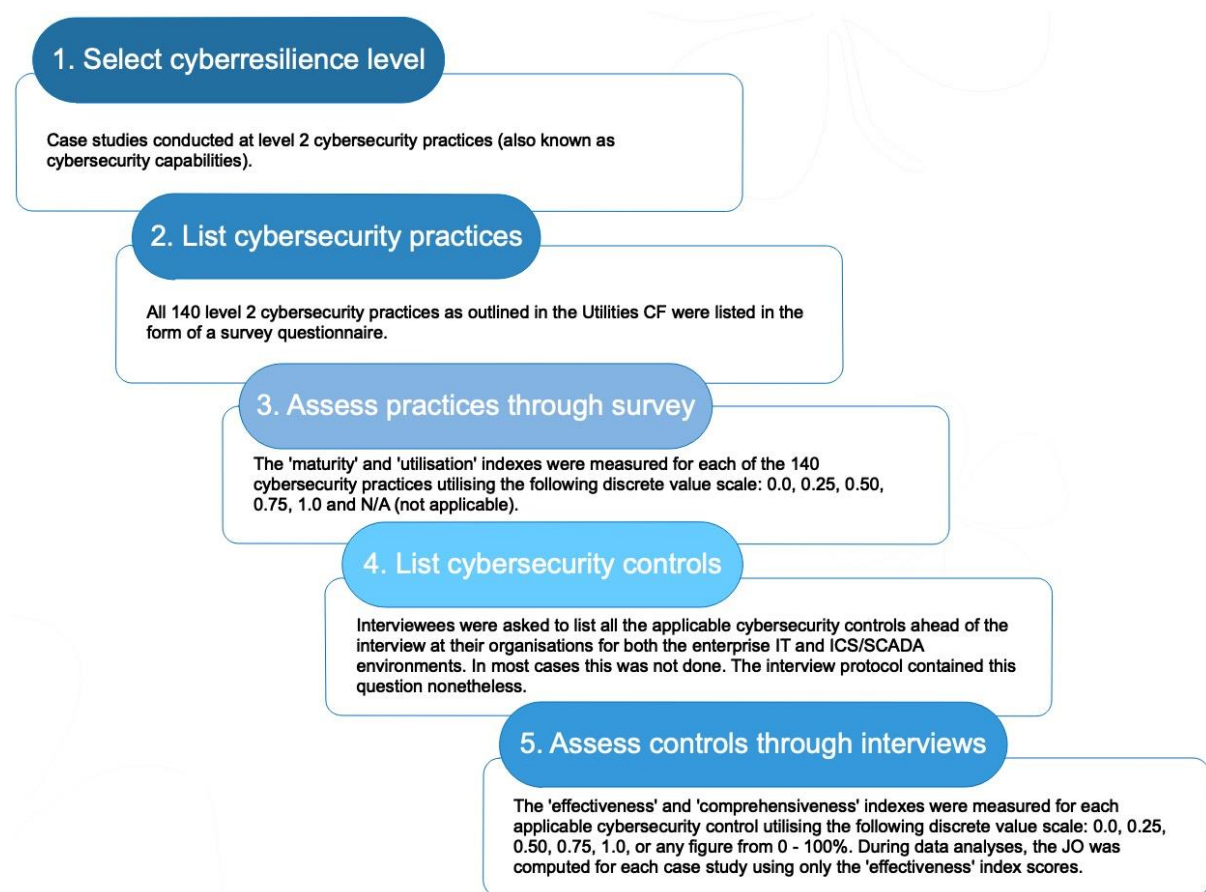 1. Select cyberresilience level
Case studies conducted at level 2 cybersecurity practices (also known as
cybersecurity capabilities).
2. List cybersecurity practices
All 140 level 2 cybersecurity practices as outlined in the Utilities CF were listed in the
form of a survey questionnaire.
3. Assess practices through survey
The 'maturity' and 'utilisation' indexes were measured for each of the 140
cybersecurity practices utilising the following discrete value scale: 0.0, 0.25, 0.50,
0.75, 1.0 and N/A (not applicable).
4. List cybersecurity controls
Interviewees were asked to list all the applicable cybersecurity controls ahead of the
interview at their organisations for both the enterprise IT and ICS/SCADA
environments. In most cases this was not done. The interview protocol contained this
question nonetheless.
5. Assess controls through interviews
The 'effectiveness' and 'comprehensiveness' indexes were measured for each
applicable cybersecurity control utilising the following discrete value scale: 0.0, 0.25,
0.50, 0.75, 1.0, or any figure from 0 - 100%. During data analyses, the JO was
computed for each case study using only the 'effectiveness' index scores.